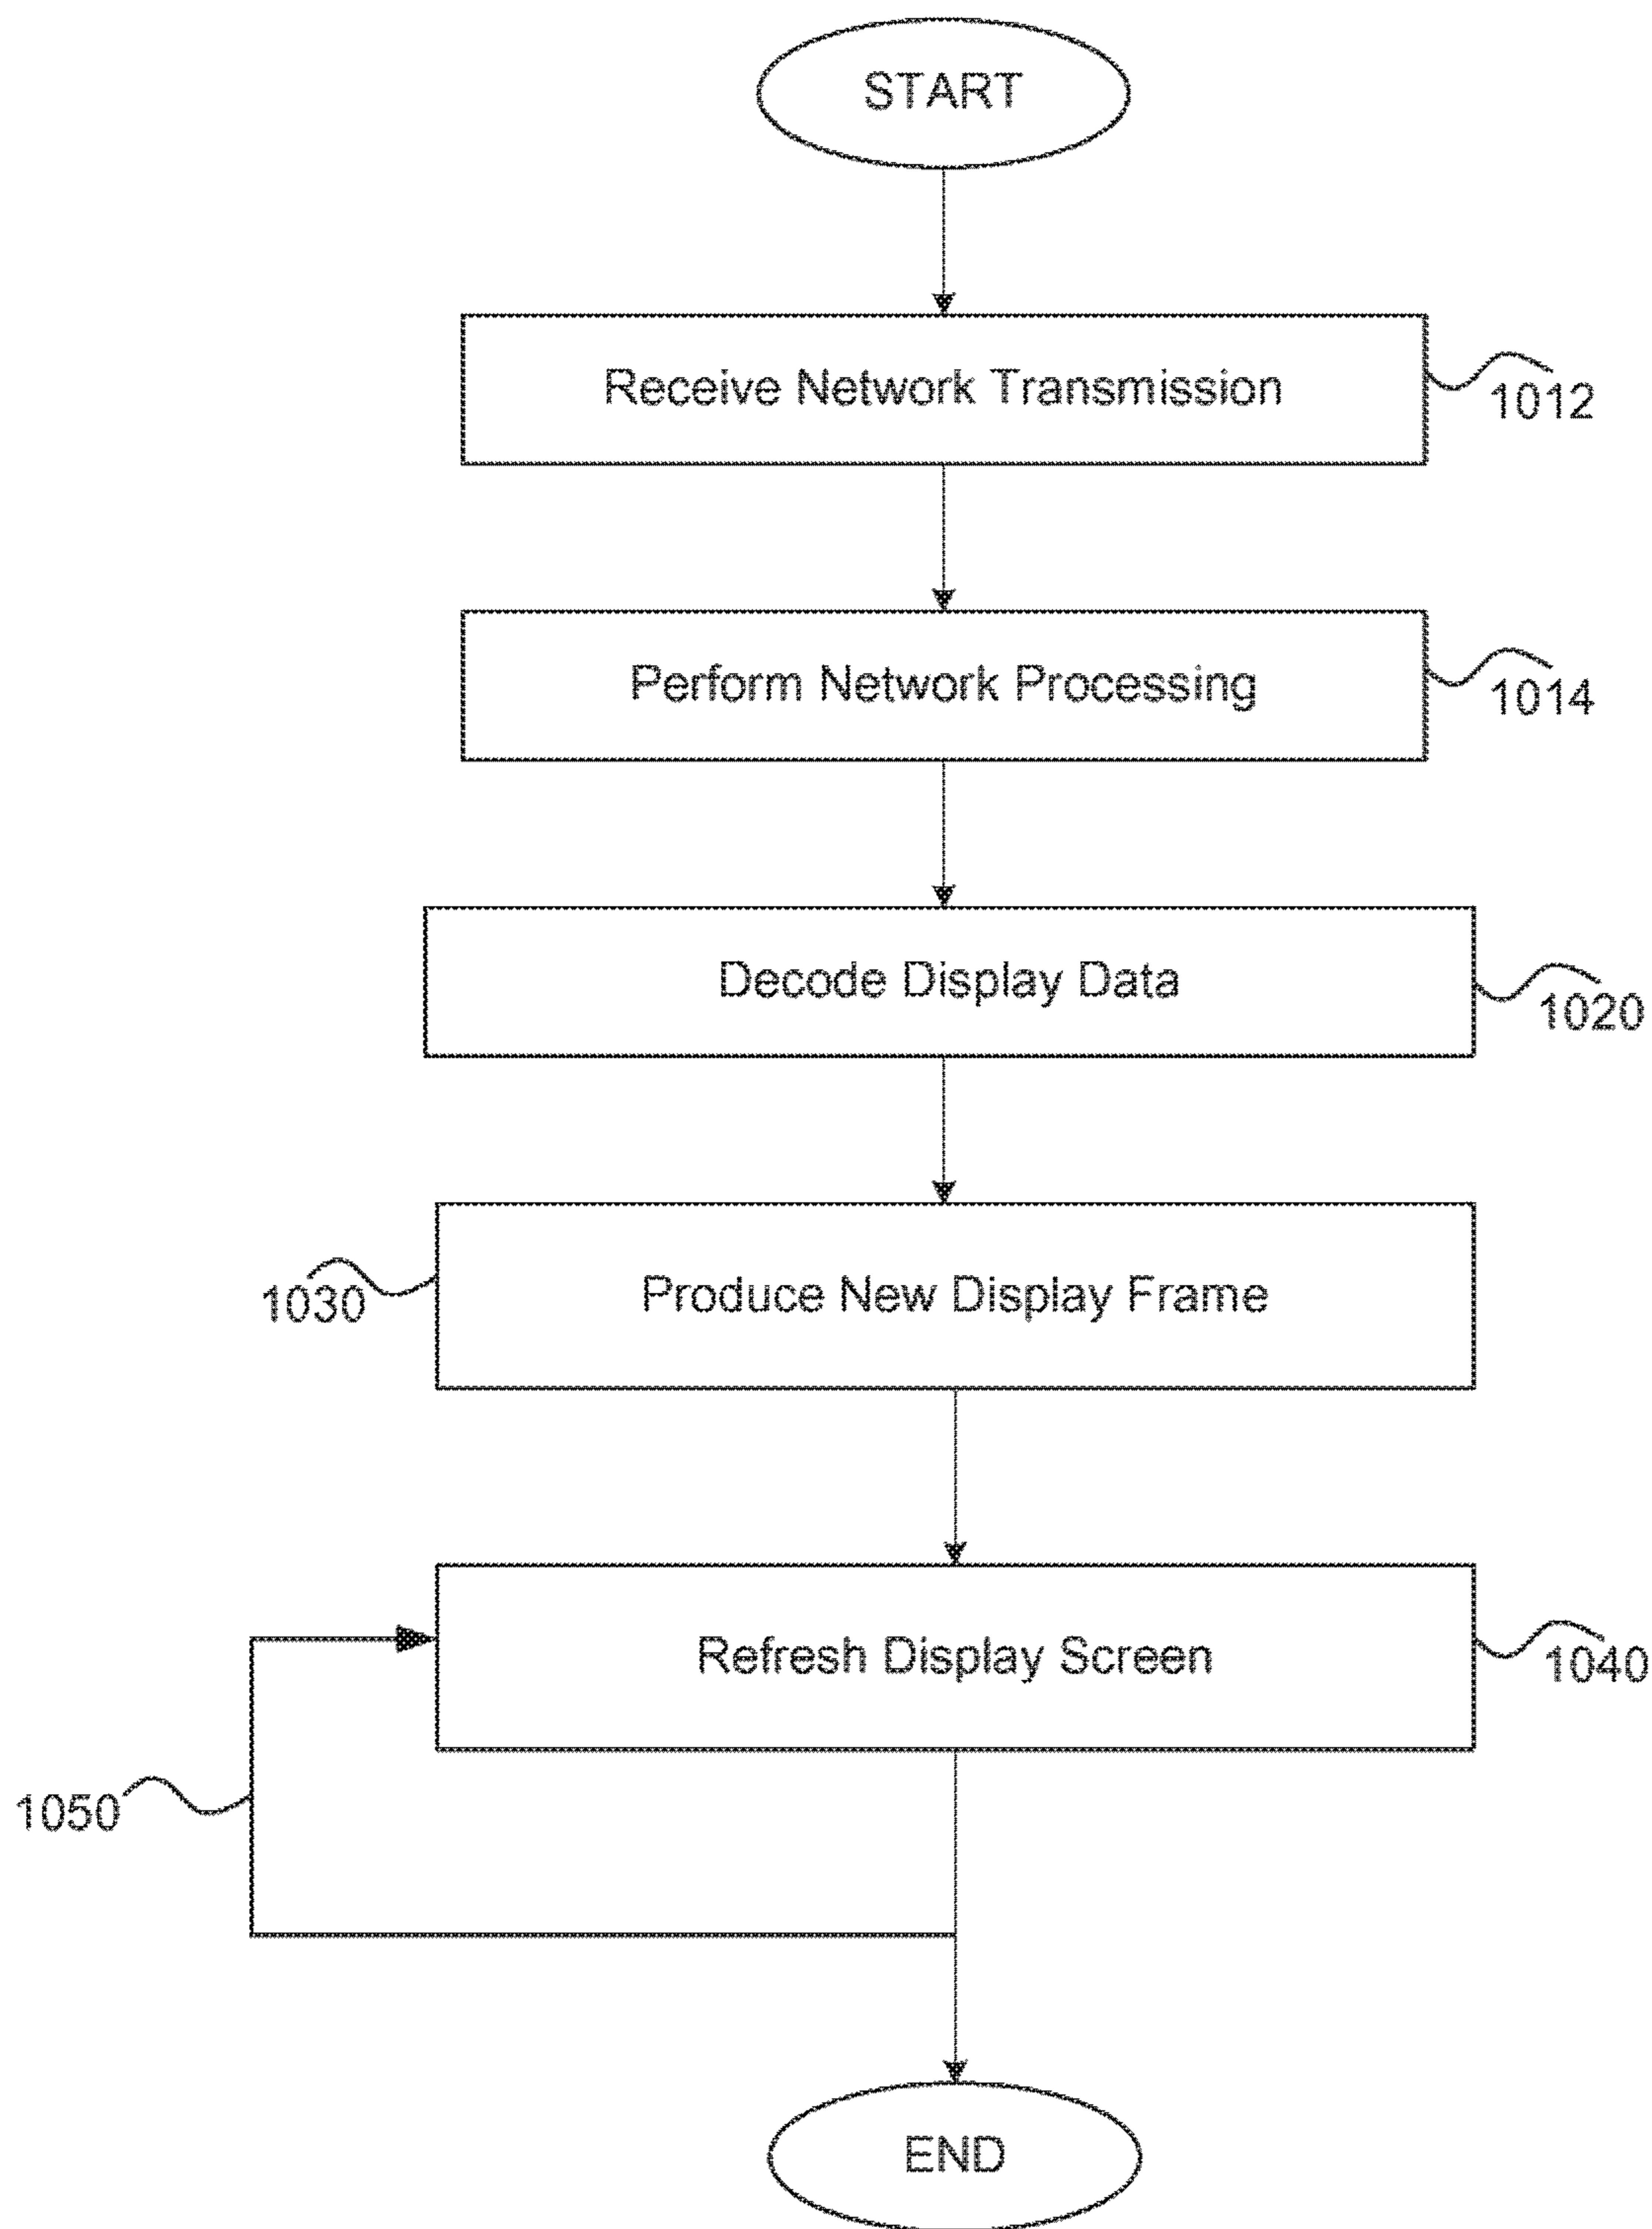 START
Receive Network Transmission
1012
Perform Network Processing
1014
Decode Display Data
1020
Produce New Display Frame
1030
Refresh Display Screen
1040
1050
END